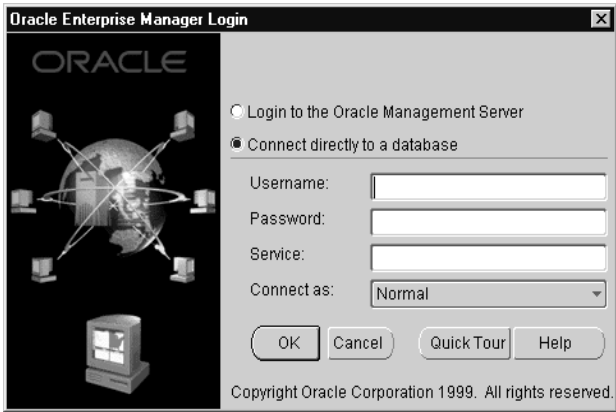 Oracle Enterprise Manager Login
ORACLE
Login to the Oracle Management Server
Connect directly to a database
Username:
Password:
Service:
Connect as:
Normal
OK
Cancel
Quick Tour
Help
Copyright Oracle Corporation 1999. All rights reserved.